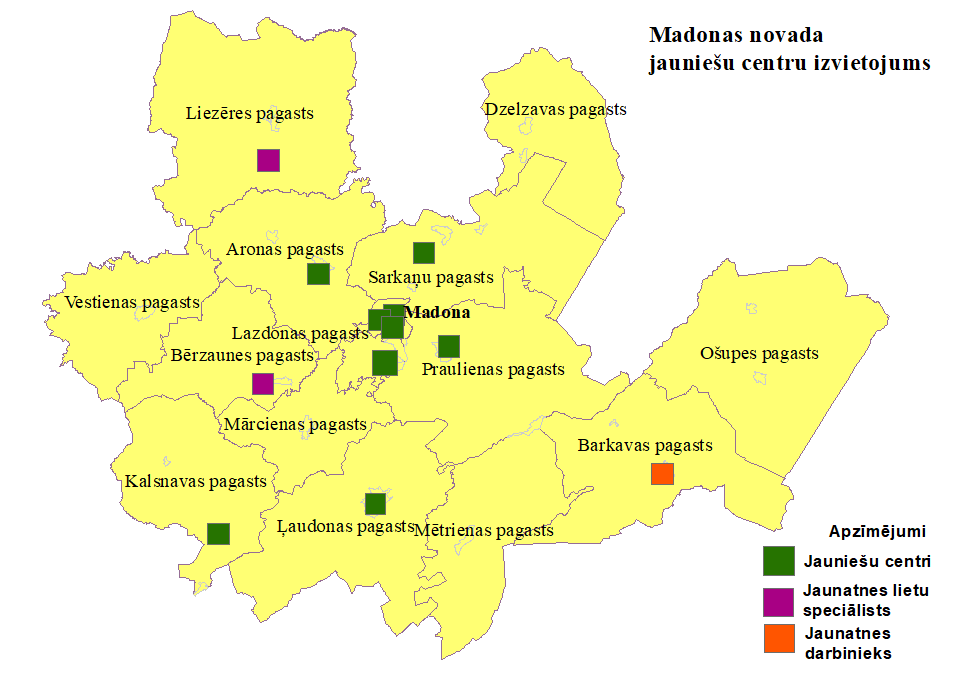 Madonas novada
jauniešu centru izvietojums
Dzelzavas pagasts
Liezēres pagasts
Aronas pagasts
Sarkaņu pagasts
Vestienas pagasts
Madona
Lazdonas pagasts
Bērzaunes pagasts
Praulienas pagasts
Ošupes pagasts
Mārcienas pagasts
Barkavas pagasts
Kalsnavas pagasts
Ļaudonas pagasts
Mētrienas pagasts
Apzīmējumi
Jauniešu centri
Jaunatnes lietu
speciālists
Jaunatnes
darbinieks